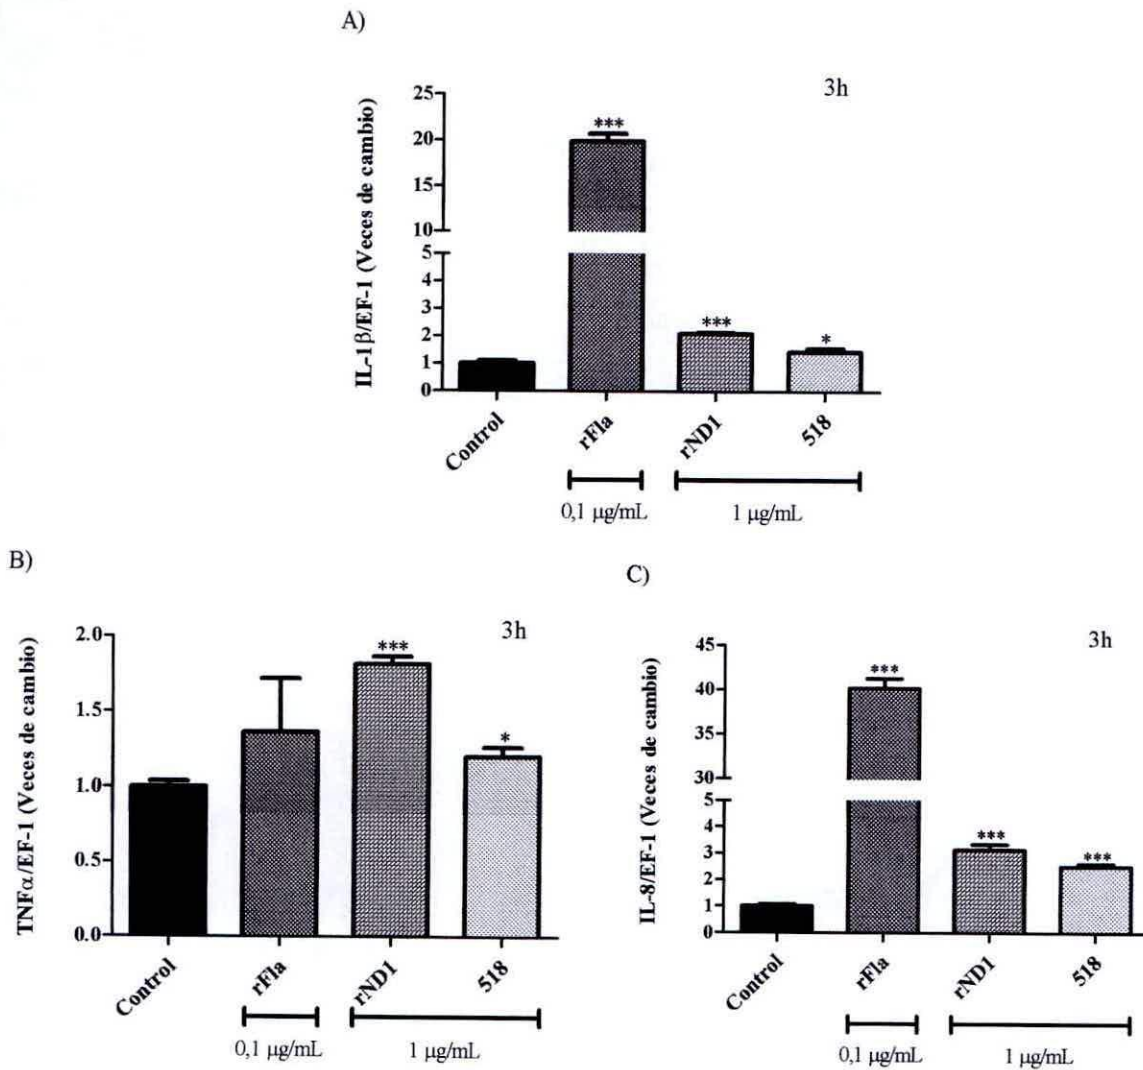 A)
3h
IL-1β/EF-1 (Veces de cambio)
25
20
15
10
5
4
3
2
1
0
***
***
*
Control
rFla
rND1
518
0,1 μg/mL
1 μg/mL
B)
3h
TNFα/EF-1 (Veces de cambio)
2.0
1.5
1.0
0.5
0.0
***
*
Control
rFla
rND1
518
0,1 μg/mL
1 μg/mL
C)
3h
IL-8/EF-1 (Veces de cambio)
45
40
35
30
5
4
3
2
1
0
***
***
***
Control
rFla
rND1
518
0,1 μg/mL
1 μg/mL